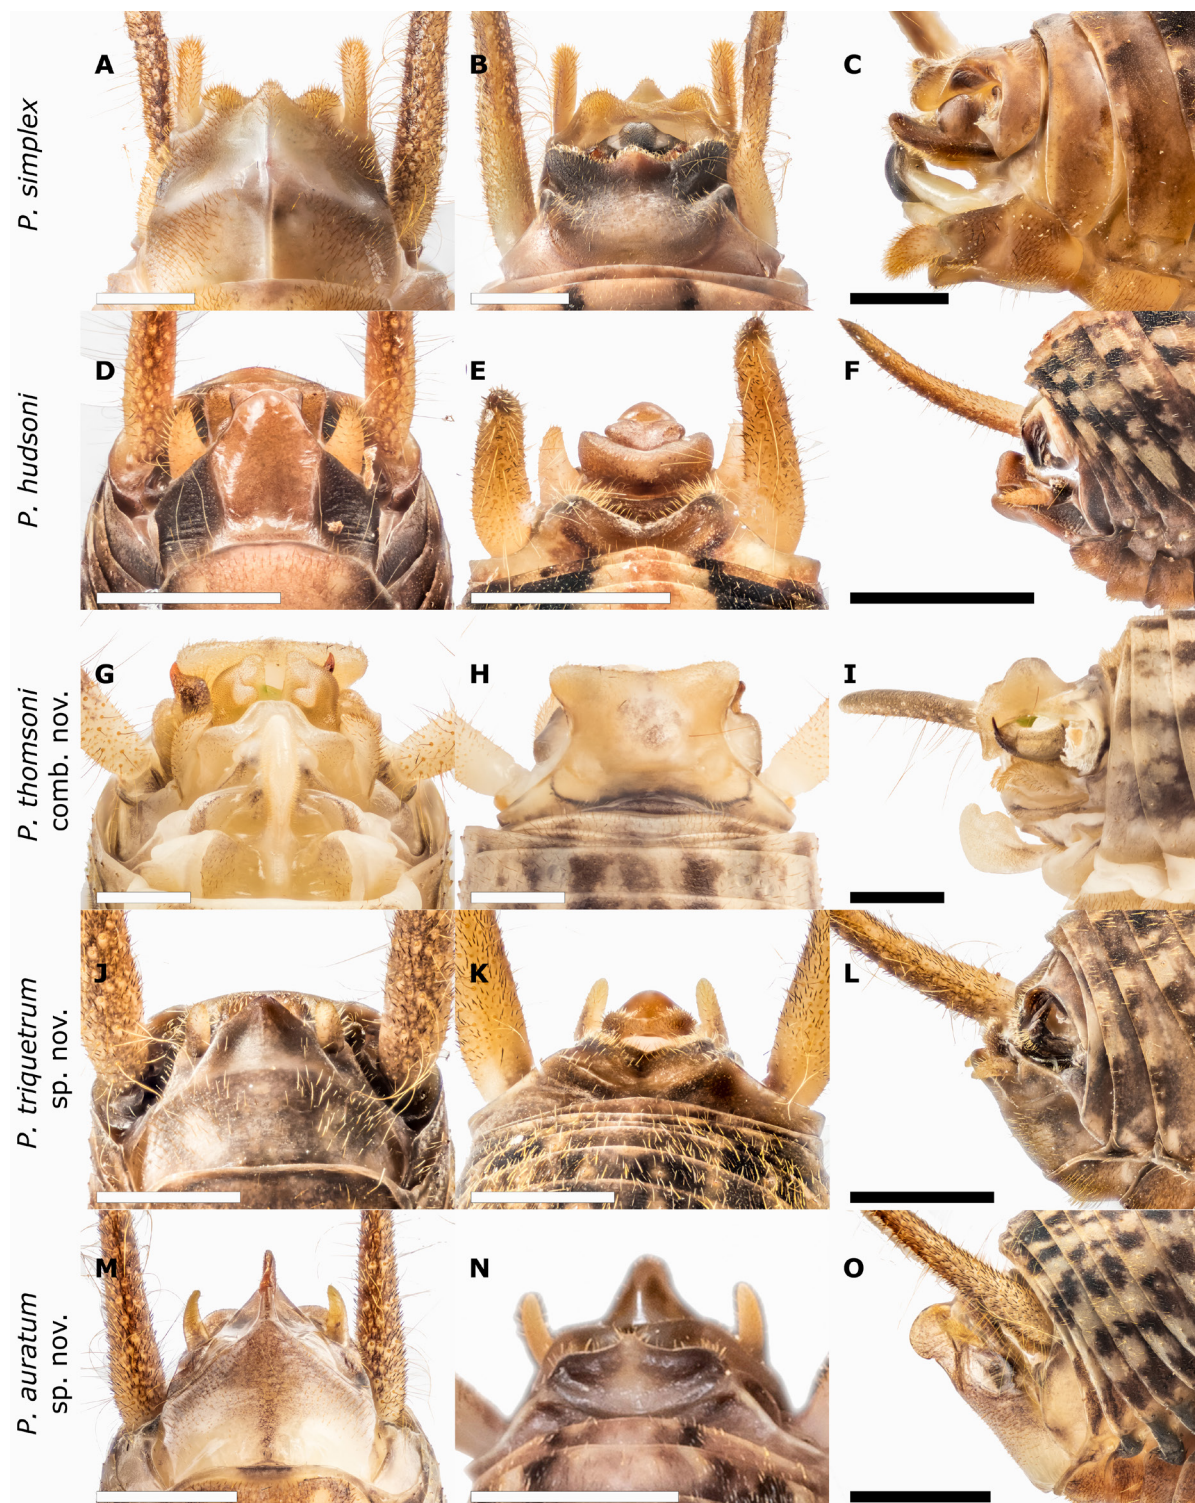 P. simplex
A
B
C
P. hudsoni
D
E
F
P. thomsoni
comb. nov.
G
H
I
P. triquetrum
sp. nov.
J
K
L
P. auratum
sp. nov.
M
N
O